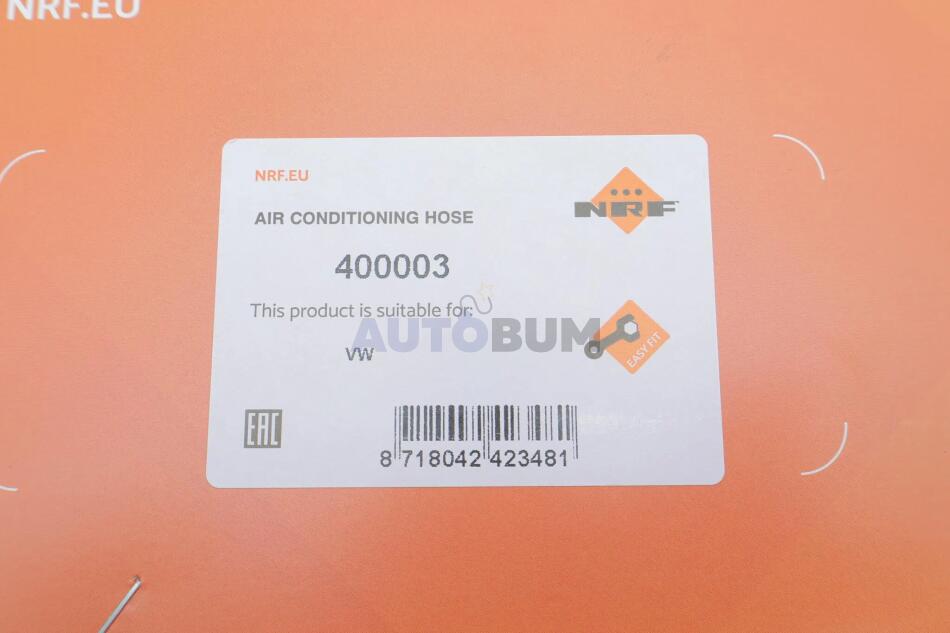 NRF.EU
NRF.EU
NRF
AIR CONDITIONING HOSE
400003
This product is suitable for:
AUTOBUM
VW
EASY FIT
EAC
8 718042 423481